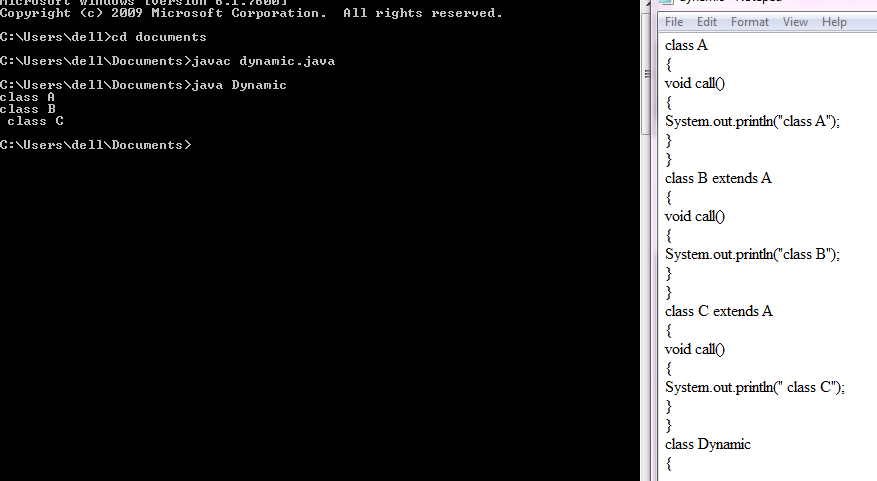 Microsoft Windows [Version 6.1.7600]
Copyright (c) 2009 Microsoft Corporation.  All rights reserved.
C:\Users\dell>cd documents
C:\Users\dell\Documents>javac dynamic.java
C:\Users\dell\Documents>java Dynamic
class A
class B
 class C
C:\Users\dell\Documents>
dynamic - Notepad
File Edit Format View Help
class A
{
void call()
{
System.out.println("class A");
}
}
class B extends A
{
void call()
{
System.out.println("class B");
}
}
class C extends A
{
void call()
{
System.out.println(" class C");
}
}
class Dynamic
{